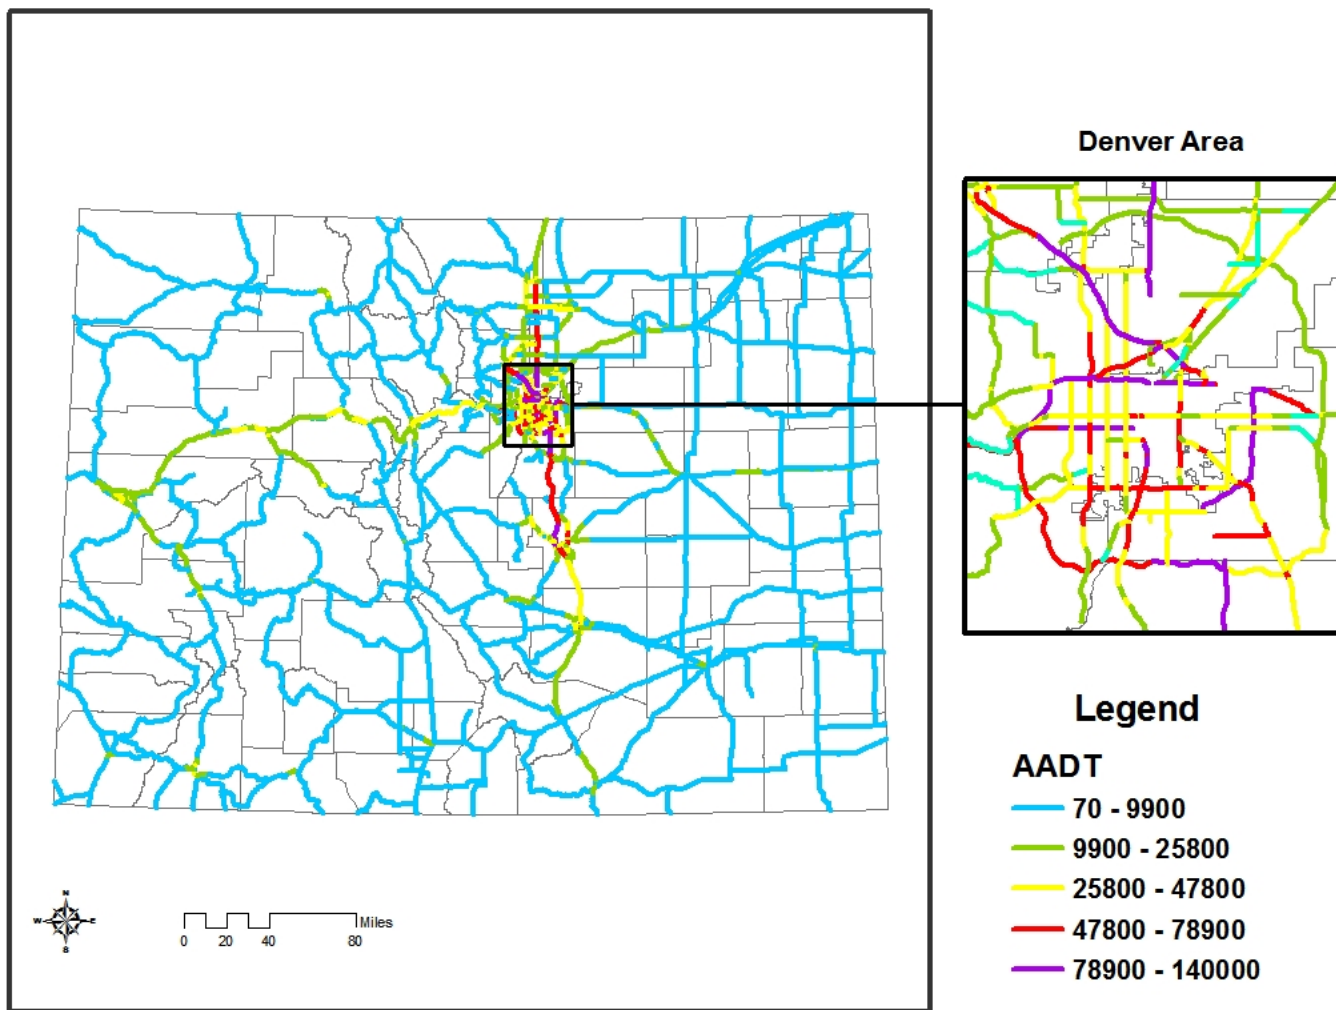 Denver Area
Legend
AADT
70 - 9900
9900 - 25800
25800 - 47800
47800 - 78900
78900 - 140000
N
W E
S
Miles
0 20 40 80